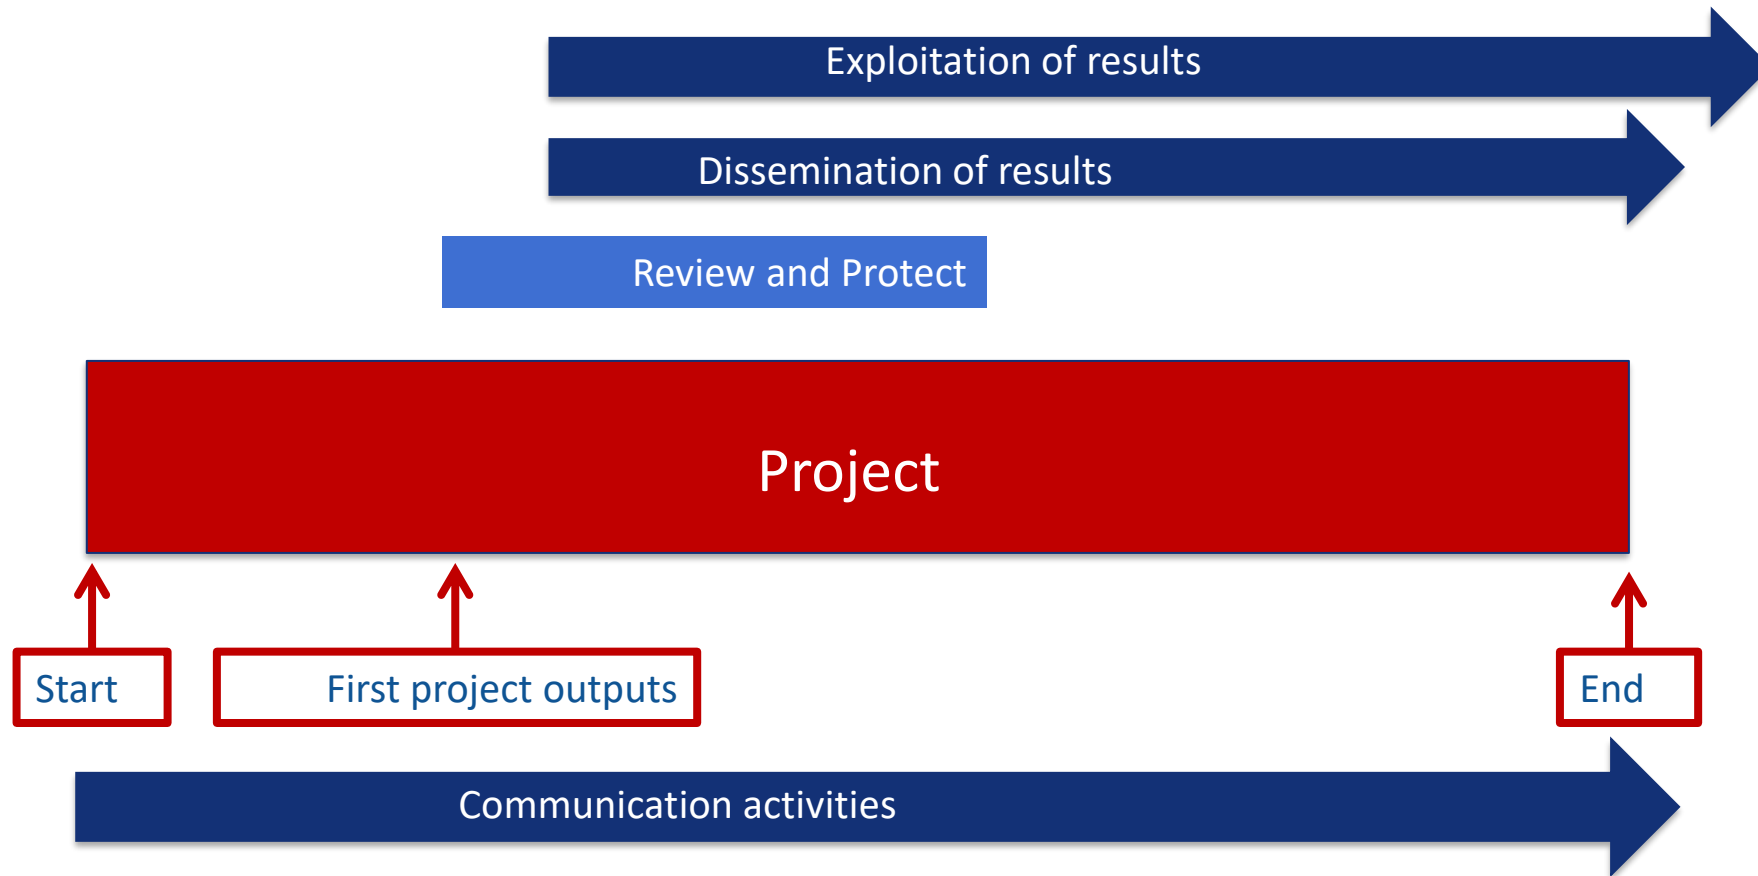 Exploitation of results
Dissemination of results
Review and Protect
Project
Start
First project outputs
End
Communication activities